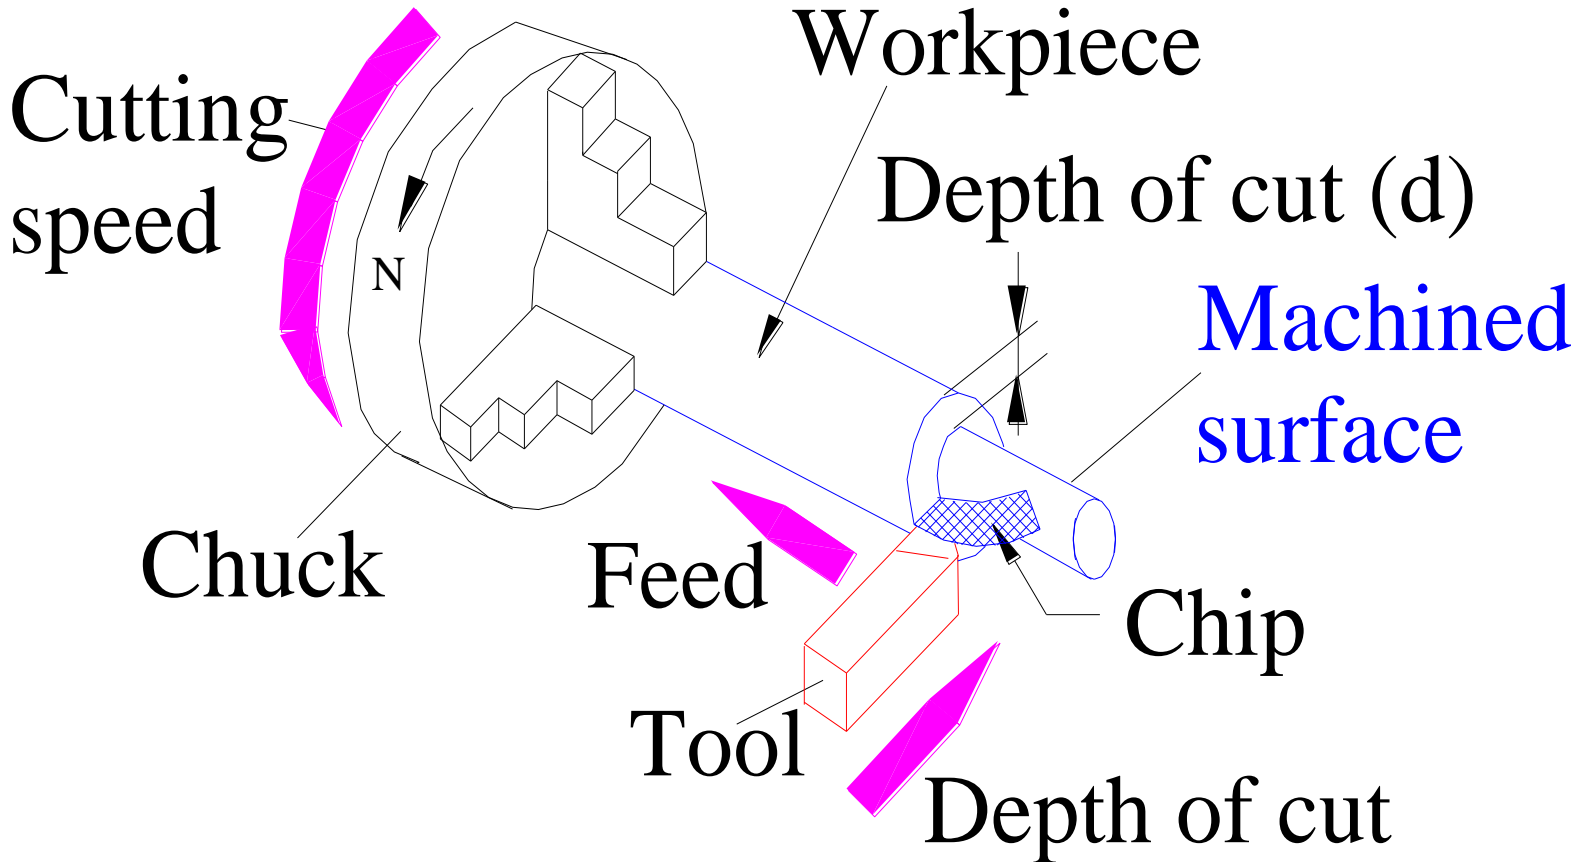 Workpiece
Cutting
speed
Depth of cut (d)
N
Machined
surface
Chuck
Feed
Chip
Tool
Depth of cut